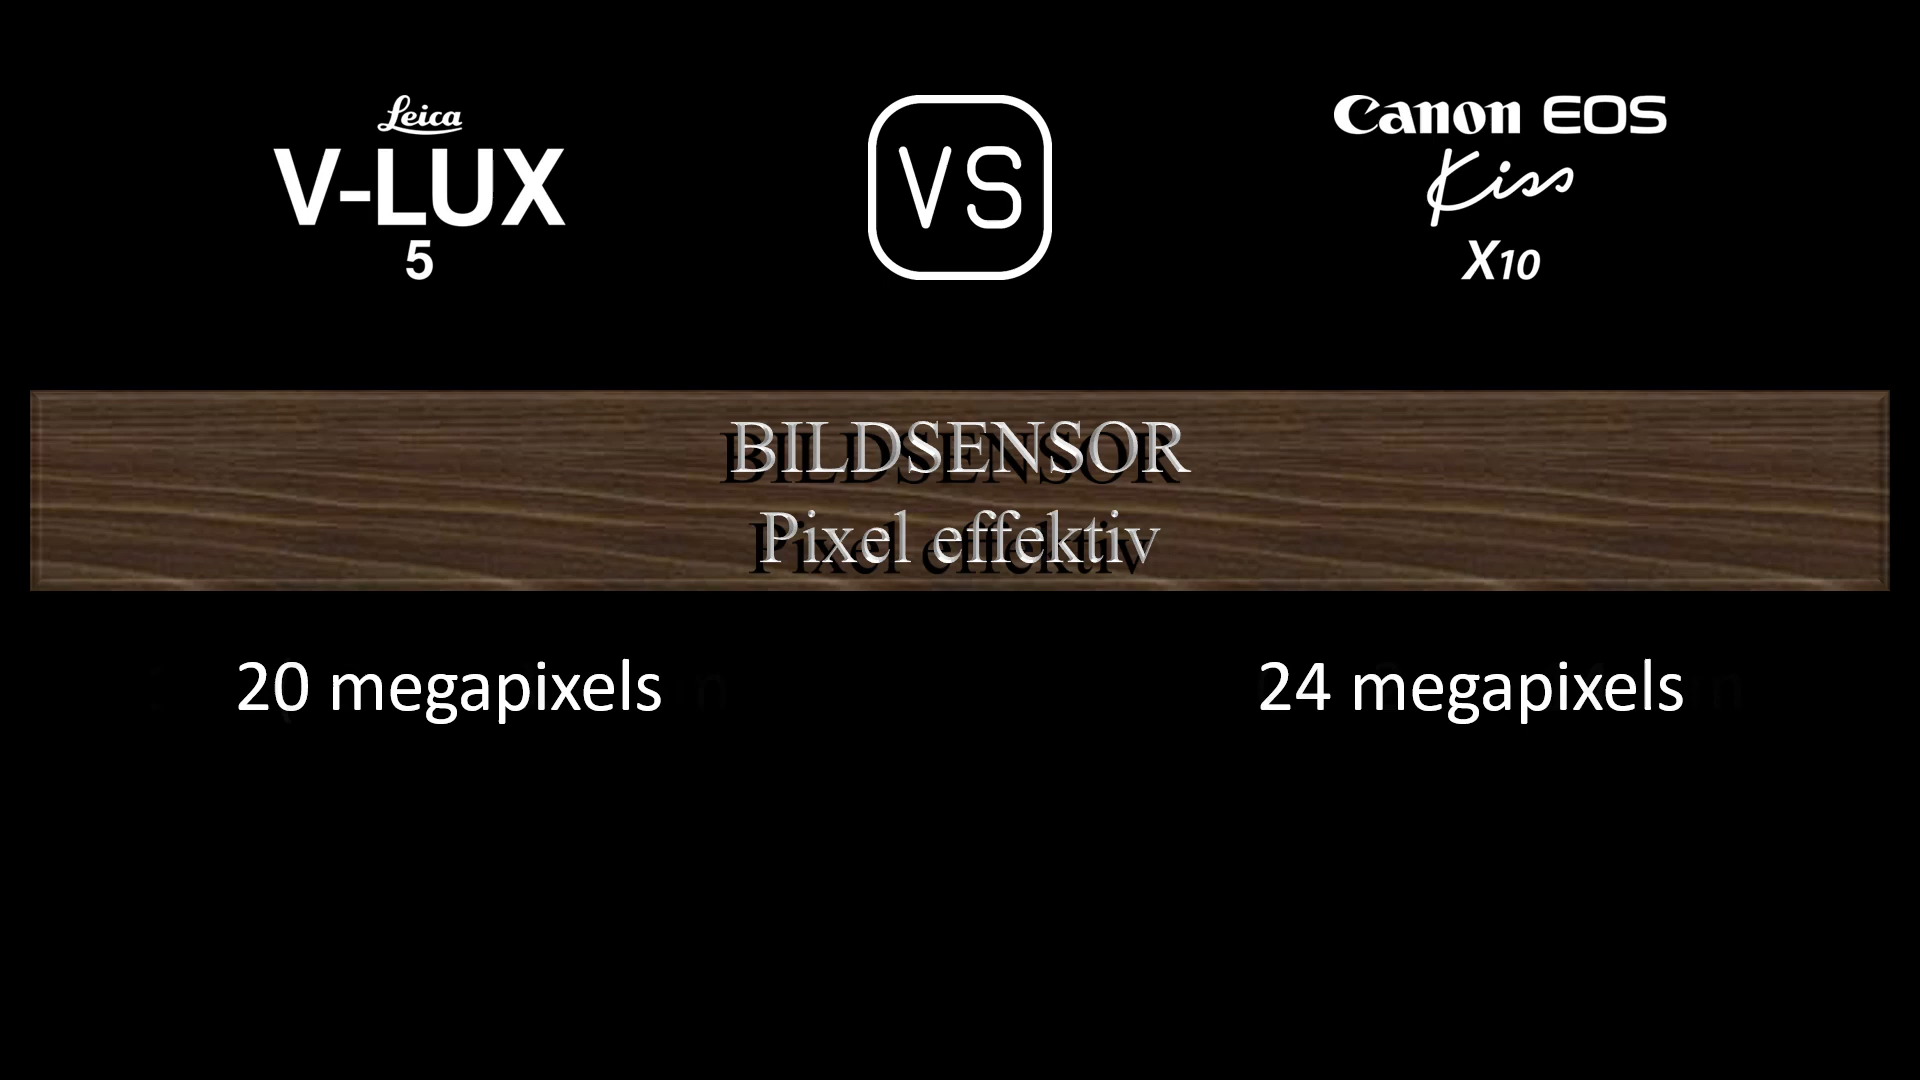 Leica
V-LUX
5
VS
Canon EOS
Kiss
X10
BILDSENSOR
Pixel effektiv
20 megapixels
24 megapixels